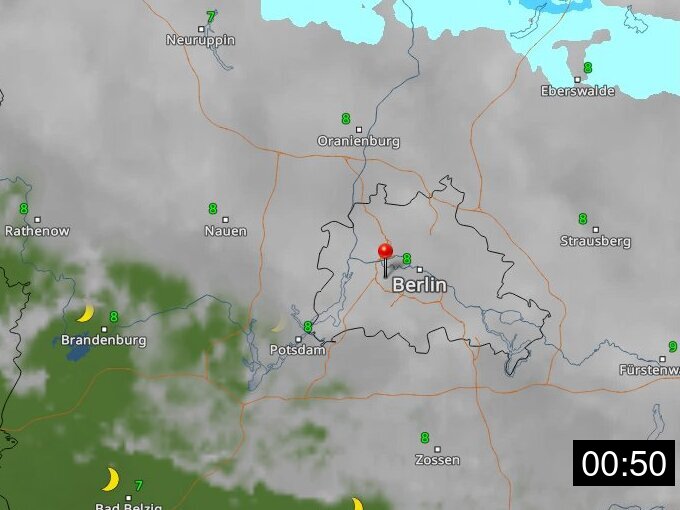 7
Neuruppin
8
Eberswalde
8
Oranienburg
8
Rathenow
8
Nauen
8
Strausberg
8
Berlin
8
Brandenburg
8
Potsdam
9
Fürstenwa
8
Zossen
7
Bad Belzig
00:50